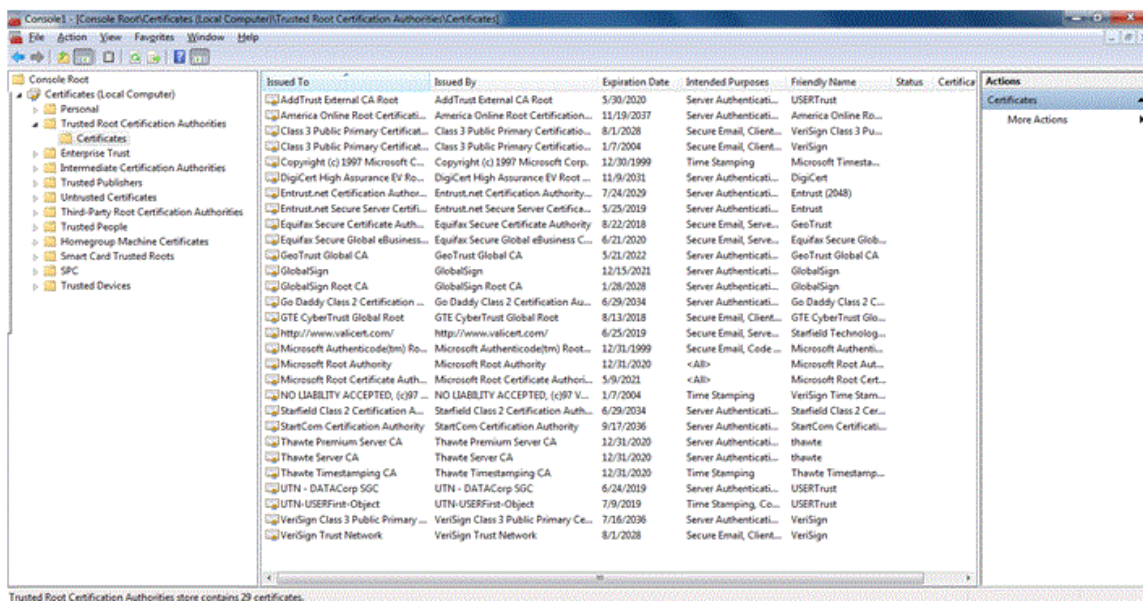 Console1 - [Console Root\Certificates (Local Computer)\Trusted Root Certification Authorities\Certificates]
File Action View Favorites Window Help
Console Root
Certificates (Local Computer)
Personal
Trusted Root Certification Authorities
Certificates
Enterprise Trust
Intermediate Certification Authorities
Trusted Publishers
Untrusted Certificates
Third-Party Root Certification Authorities
Trusted People
Homegroup Machine Certificates
Smart Card Trusted Roots
SPC
Trusted Devices
Issued To Issued By Expiration Date Intended Purposes Friendly Name Status Certifica
AddTrust External CA Root AddTrust External CA Root 5/30/2020 Server Authenticati... USERTrust
America Online Root Certificati... America Online Root Certification... 11/19/2037 Server Authenticati... America Online Ro...
Class 3 Public Primary Certificat... Class 3 Public Primary Certificatio... 8/1/2028 Secure Email, Client... VeriSign Class 3 Pu...
Class 3 Public Primary Certificat... Class 3 Public Primary Certificatio... 1/7/2004 Secure Email, Client... VeriSign
Copyright (c) 1997 Microsoft C... Copyright (c) 1997 Microsoft Corp. 12/30/1999 Time Stamping Microsoft Timesta...
DigiCert High Assurance EV Ro... DigiCert High Assurance EV Root ... 11/9/2031 Server Authenticati... DigiCert
Entrust.net Certification Author... Entrust.net Certification Authority... 7/24/2029 Server Authenticati... Entrust (2048)
Entrust.net Secure Server Certifi... Entrust.net Secure Server Certifica... 5/25/2019 Server Authenticati... Entrust
Equifax Secure Certificate Auth... Equifax Secure Certificate Authority 8/22/2018 Secure Email, Serve... GeoTrust
Equifax Secure Global eBusiness... Equifax Secure Global eBusiness C... 6/21/2020 Secure Email, Serve... Equifax Secure Glob...
GeoTrust Global CA GeoTrust Global CA 5/21/2022 Server Authenticati... GeoTrust Global CA
GlobalSign GlobalSign 12/15/2021 Server Authenticati... GlobalSign
GlobalSign Root CA GlobalSign Root CA 1/28/2028 Server Authenticati... GlobalSign
Go Daddy Class 2 Certification ... Go Daddy Class 2 Certification Au... 6/29/2034 Server Authenticati... Go Daddy Class 2 C...
GTE CyberTrust Global Root GTE CyberTrust Global Root 8/13/2018 Secure Email, Client... GTE CyberTrust Glo...
http://www.valicert.com/ http://www.valicert.com/ 6/25/2019 Secure Email, Serve... Starfield Technolog...
Microsoft Authenticode(tm) Ro... Microsoft Authenticode(tm) Root... 12/31/1999 Secure Email, Code ... Microsoft Authenti...
Microsoft Root Authority Microsoft Root Authority 12/31/2020 <All> Microsoft Root Aut...
Microsoft Root Certificate Auth... Microsoft Root Certificate Authori... 5/9/2021 <All> Microsoft Root Cert...
NO LIABILITY ACCEPTED, (c)97 ... NO LIABILITY ACCEPTED, (c)97 V... 1/7/2004 Time Stamping VeriSign Time Stam...
Starfield Class 2 Certification A... Starfield Class 2 Certification Auth... 6/29/2034 Server Authenticati... Starfield Class 2 Cer...
StartCom Certification Authority StartCom Certification Authority 9/17/2036 Server Authenticati... StartCom Certificati...
Thawte Premium Server CA Thawte Premium Server CA 12/31/2020 Server Authenticati... thawte
Thawte Server CA Thawte Server CA 12/31/2020 Server Authenticati... thawte
Thawte Timestamping CA Thawte Timestamping CA 12/31/2020 Time Stamping Thawte Timestamp...
UTN - DATACorp SGC UTN - DATACorp SGC 6/24/2019 Server Authenticati... USERTrust
UTN-USERFirst-Object UTN-USERFirst-Object 7/9/2019 Time Stamping, Co... USERTrust
VeriSign Class 3 Public Primary ... VeriSign Class 3 Public Primary Ce... 7/16/2036 Server Authenticati... VeriSign
VeriSign Trust Network VeriSign Trust Network 8/1/2028 Secure Email, Client... VeriSign
Actions
Certificates
More Actions
Trusted Root Certification Authorities store contains 29 certificates.